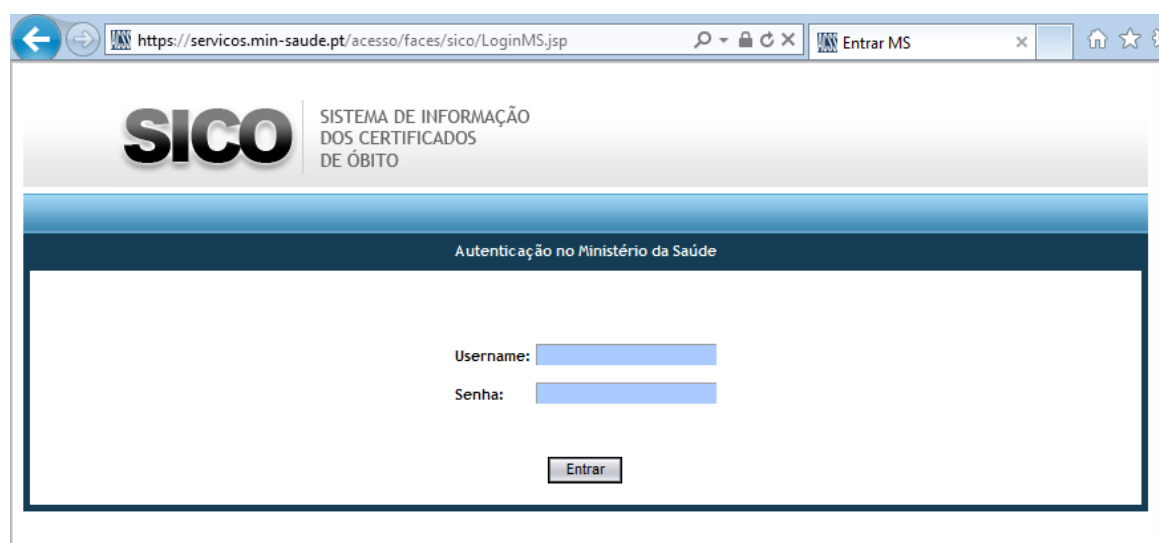 https://servicos.min-saude.pt/acesso/faces/sico/LoginMS.jsp
Entrar MS
SICO
SISTEMA DE INFORMAÇÃO
DOS CERTIFICADOS
DE ÓBITO
Autenticação no Ministério da Saúde
Username:
Senha:
Entrar